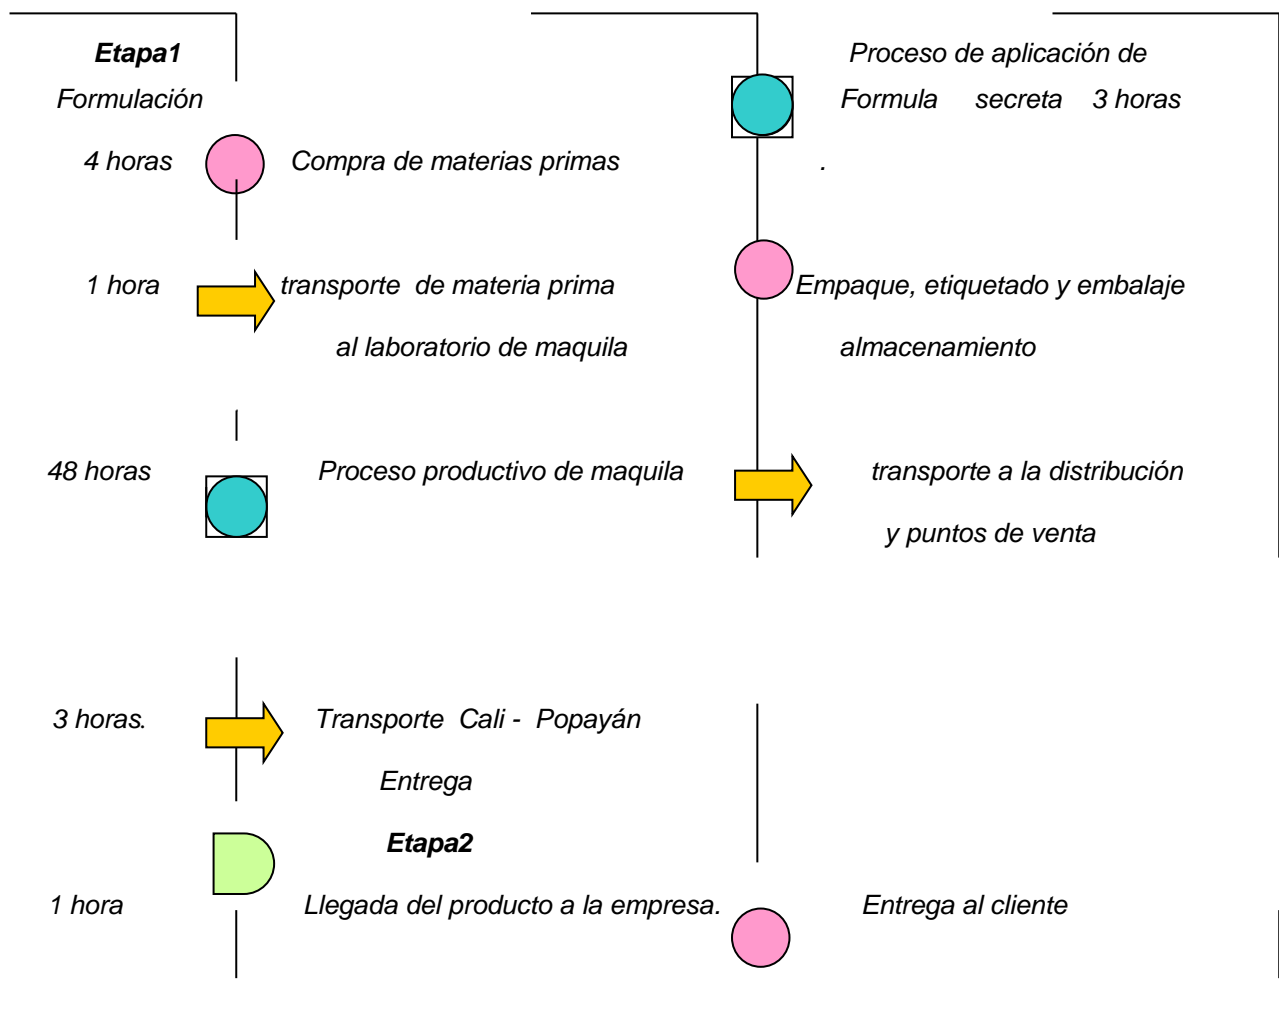 Etapa1
Formulación
4 horas
Compra de materias primas
1 hora
transporte de materia prima
al laboratorio de maquila
48 horas
Proceso productivo de maquila
3 horas.
Transporte Cali - Popayán
Entrega
Etapa2
1 hora
Llegada del producto a la empresa.
Proceso de aplicación de
Formula secreta 3 horas
.
Empaque, etiquetado y embalaje
almacenamiento
transporte a la distribución
y puntos de venta
Entrega al cliente